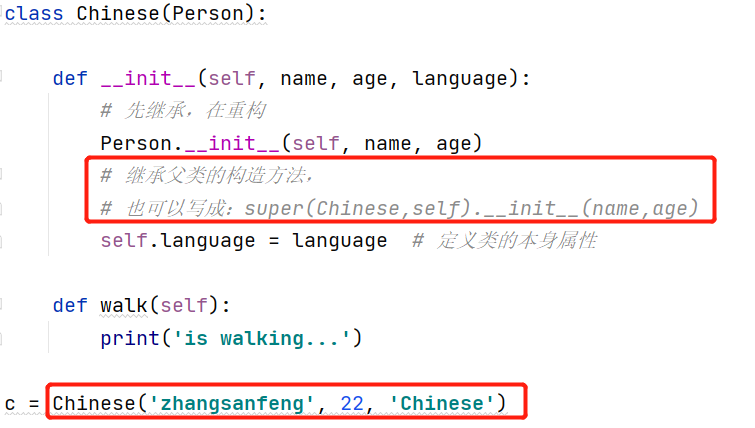 class Chinese(Person):
def __init__(self, name, age, language):
# 先继承，在重构
Person.__init__(self, name, age)
# 继承父类的构造方法，
# 也可以写成：super(Chinese,self).__init__(name,age)
self.language = language  # 定义类的本身属性
def walk(self):
print('is walking...')
c = Chinese('zhangsanfeng', 22, 'Chinese')